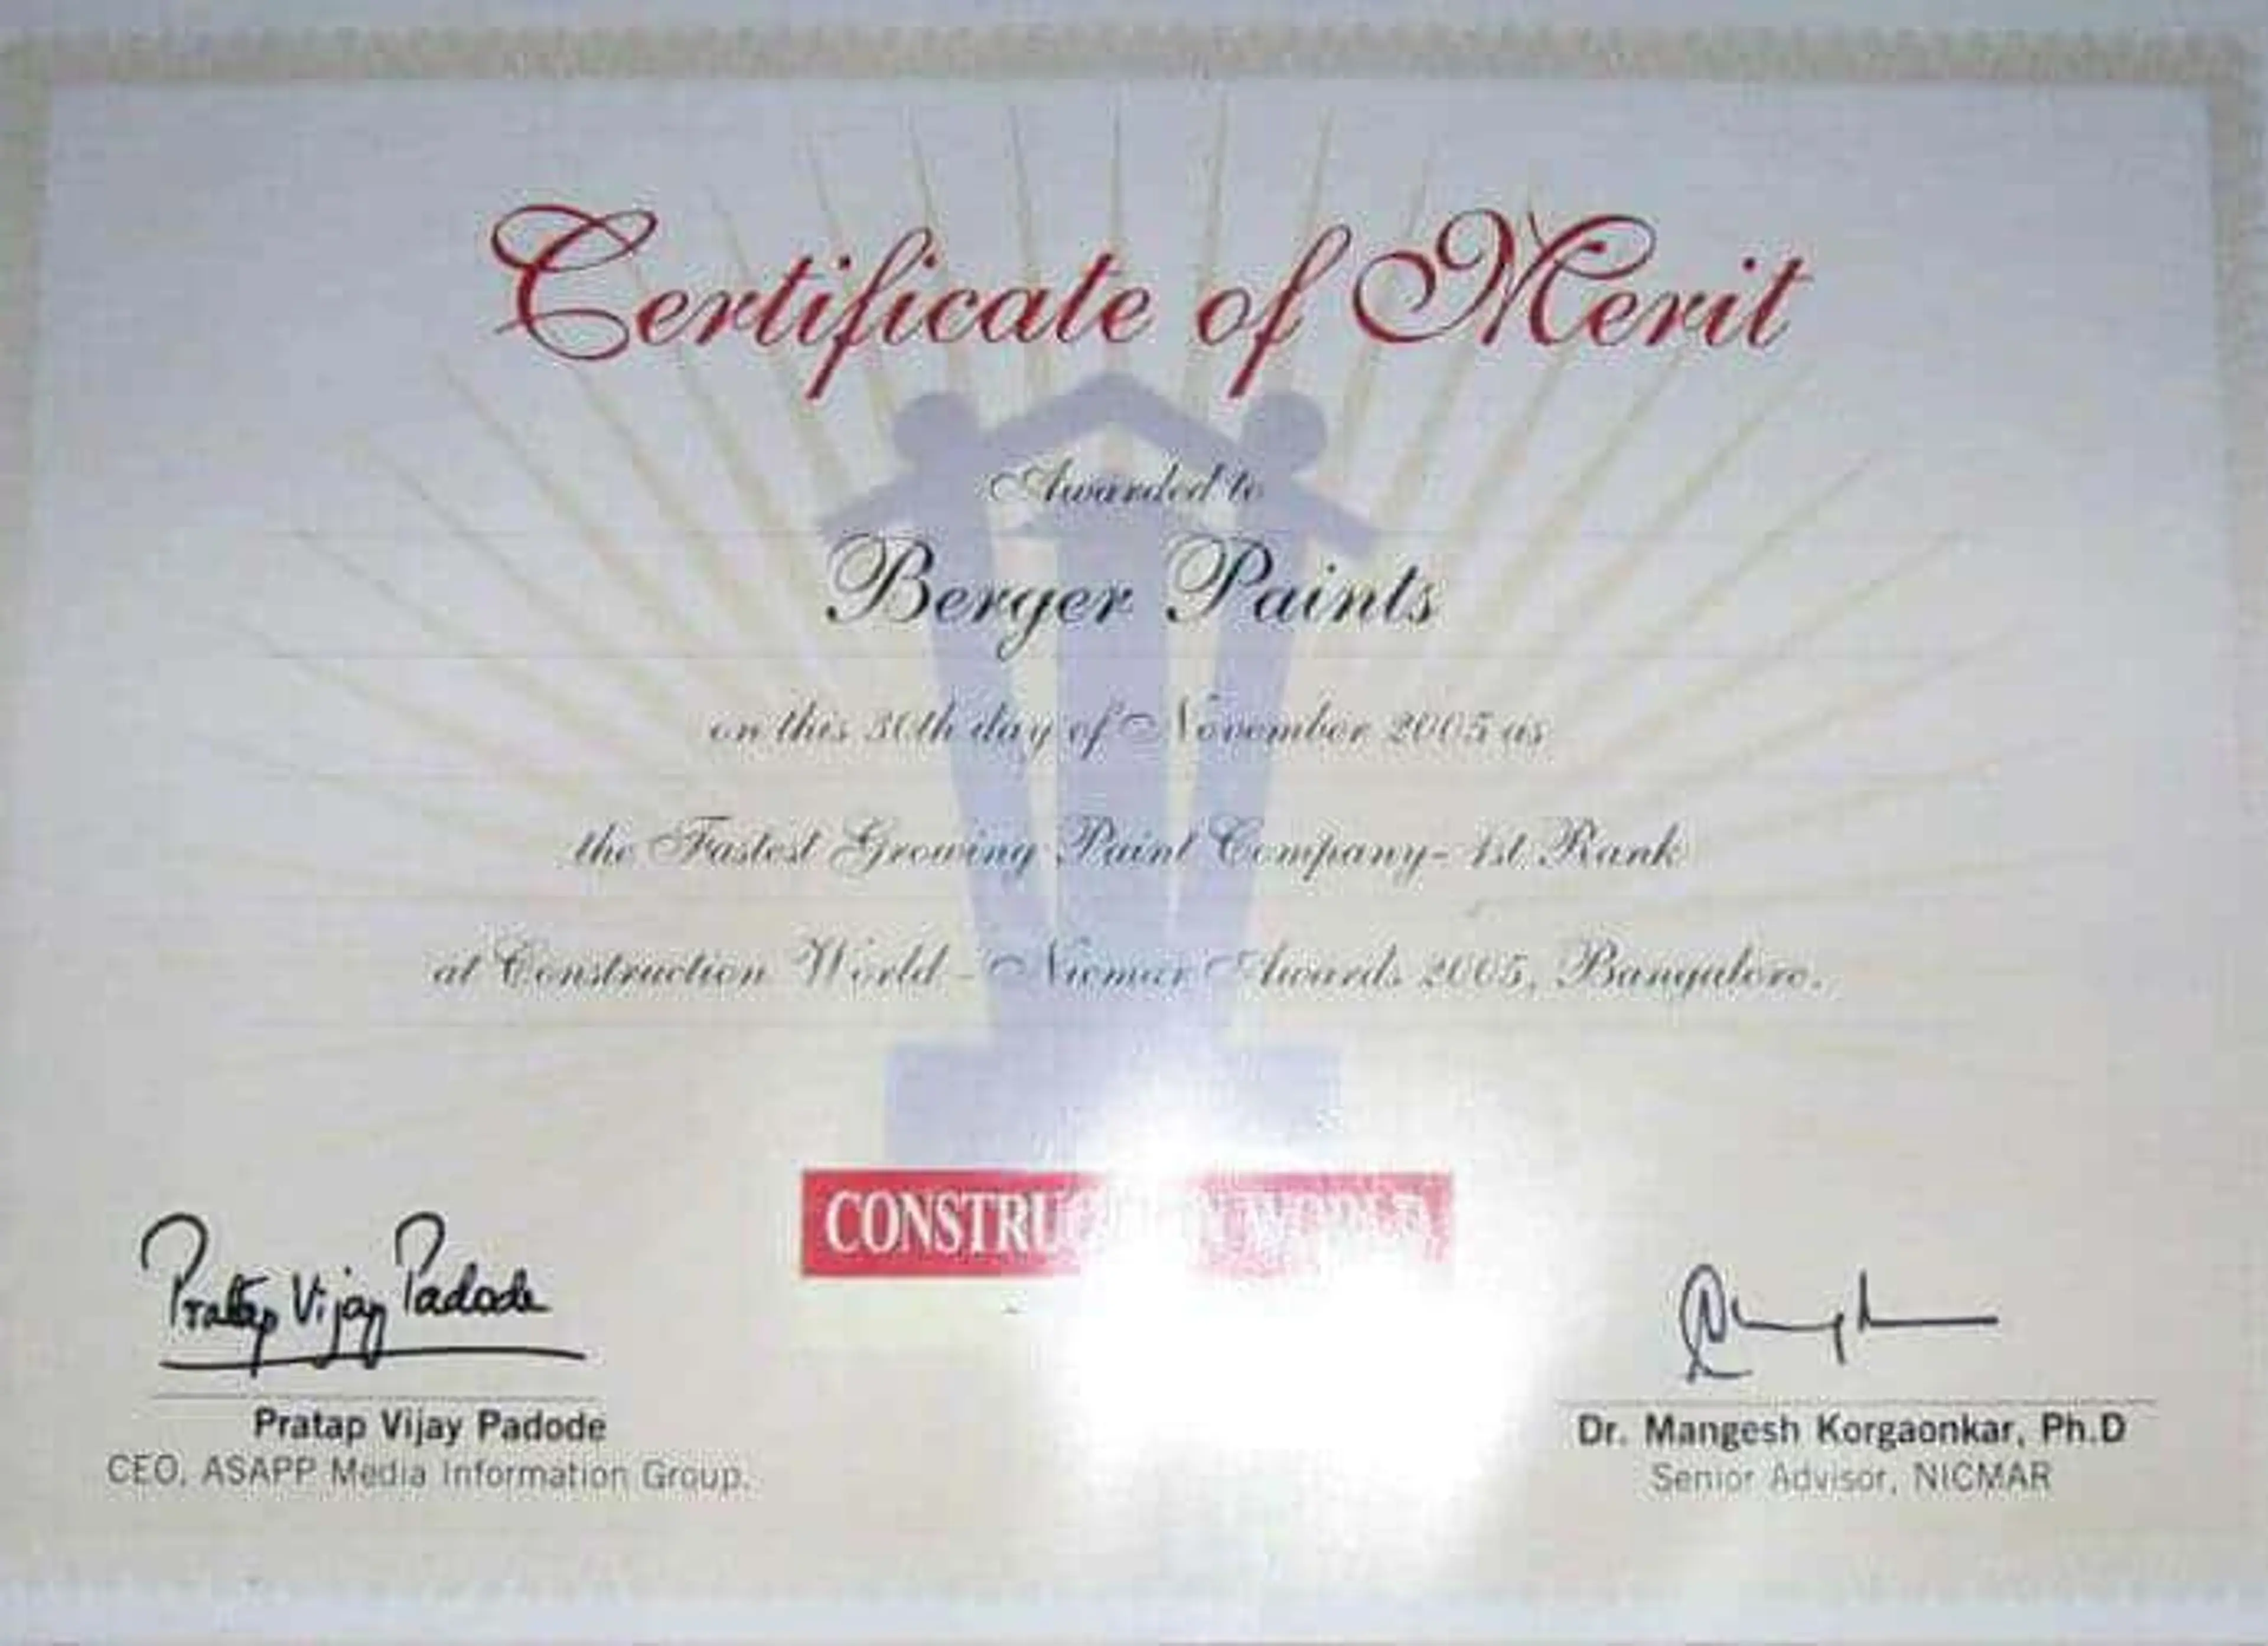 Certificate of Merit
Awarded to
Berger Paints
on this 30th day of November 2005 as
the Fastest Growing Paint Company- 1st Rank
at Construction World - Nicmar Awards 2005, Bangalore.
CONSTRUCTION WORLD
Pratap Vijay Padode
Pratap Vijay Padode
CEO, ASAPP Media Information Group.
Dr. Mangesh Korgaonkar, Ph.D
Senior Advisor, NICMAR